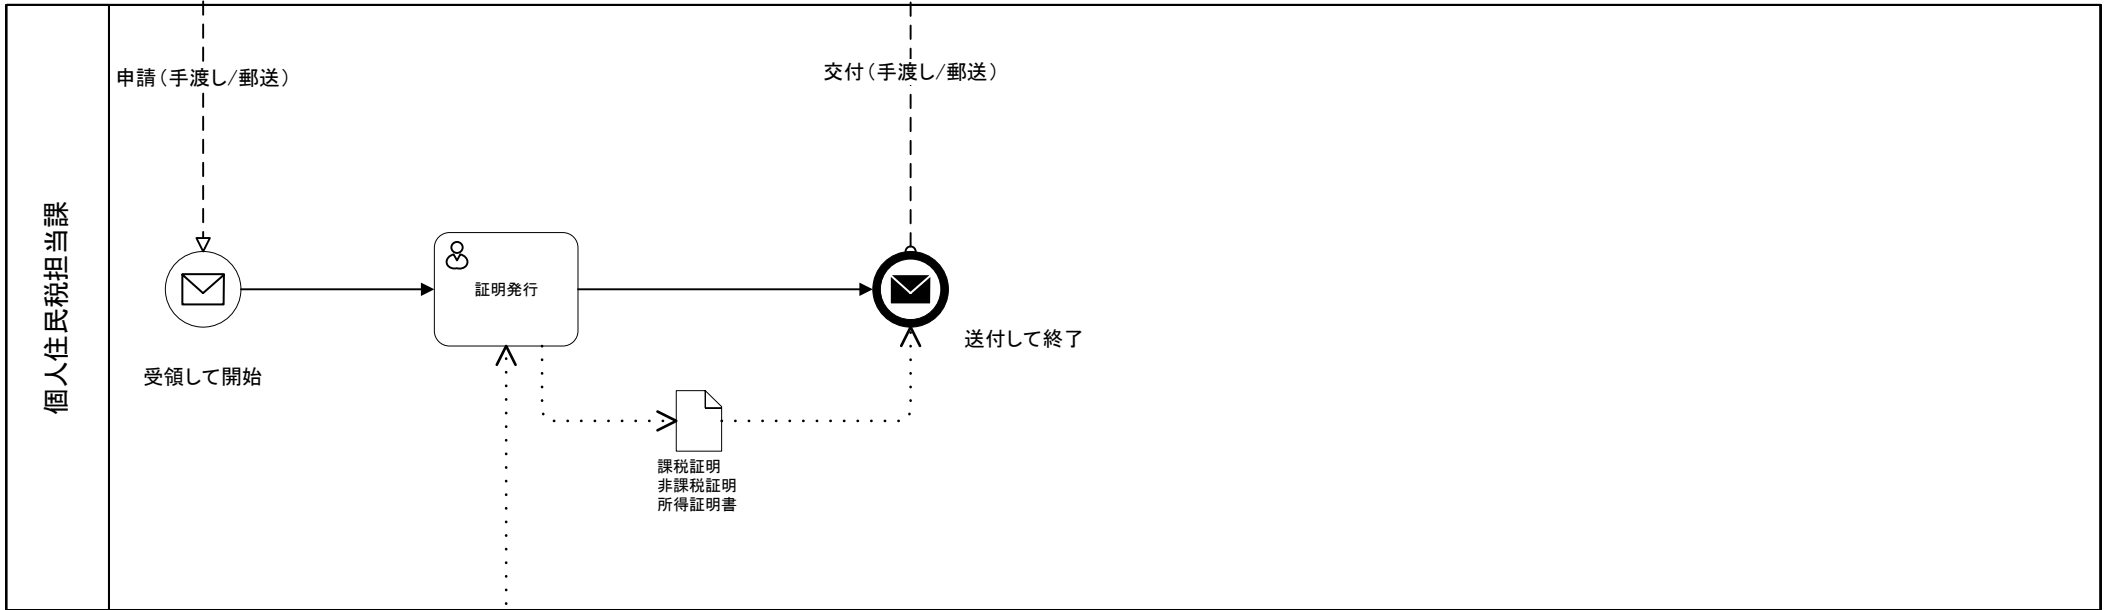 個人住民税担当課
申請（手渡し/郵送）
交付（手渡し/郵送）
証明発行
受領して開始
送付して終了
課税証明
非課税証明
所得証明書